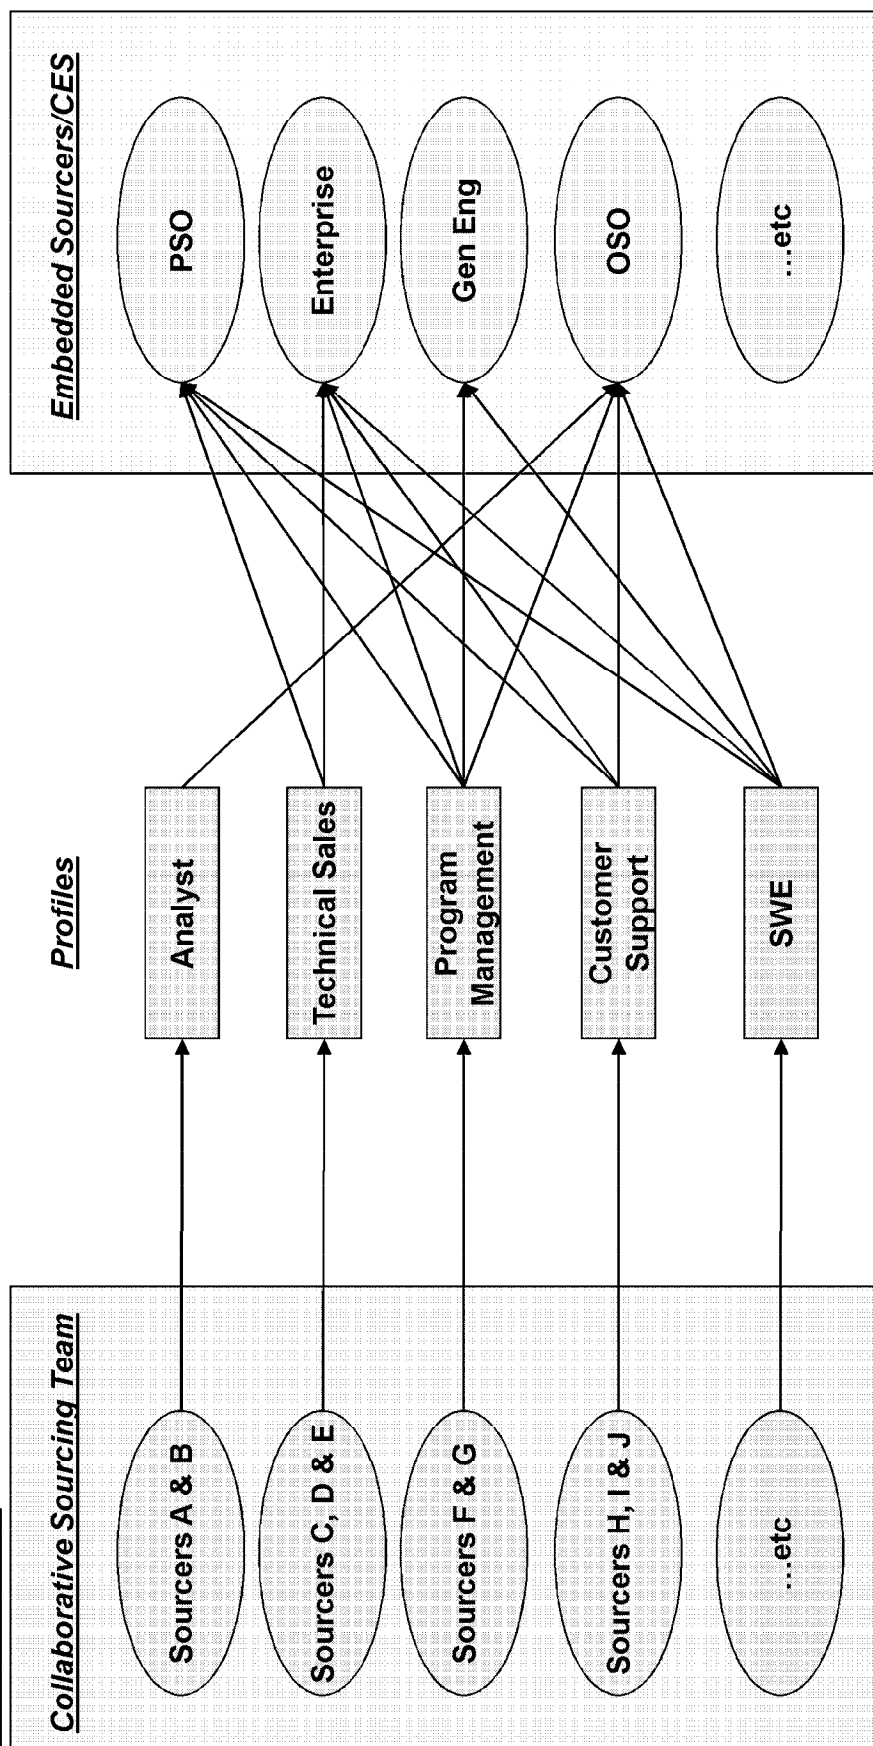 Collaborative Sourcing Team
Sourcers A & B
Sourcers C, D & E
Sourcers F & G
Sourcers H, I & J
...etc
Profiles
Analyst
Technical Sales
Program
Management
Customer
Support
SWE
Embedded Sourcers/CES
PSO
Enterprise
Gen Eng
OSO
...etc